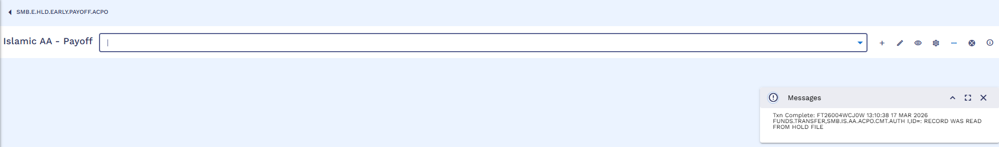 SMB.E.HLD.EARLY.PAYOFF.ACPO
Islamic AA - Payoff
Messages
Txn Complete: FT26004WCJ0W 13:10:38 17 MAR 2026
FUNDS.TRANSFER,SMB.IS.AA.ACPO.CMT.AUTH I,ID=: RECORD WAS READ
FROM HOLD FILE